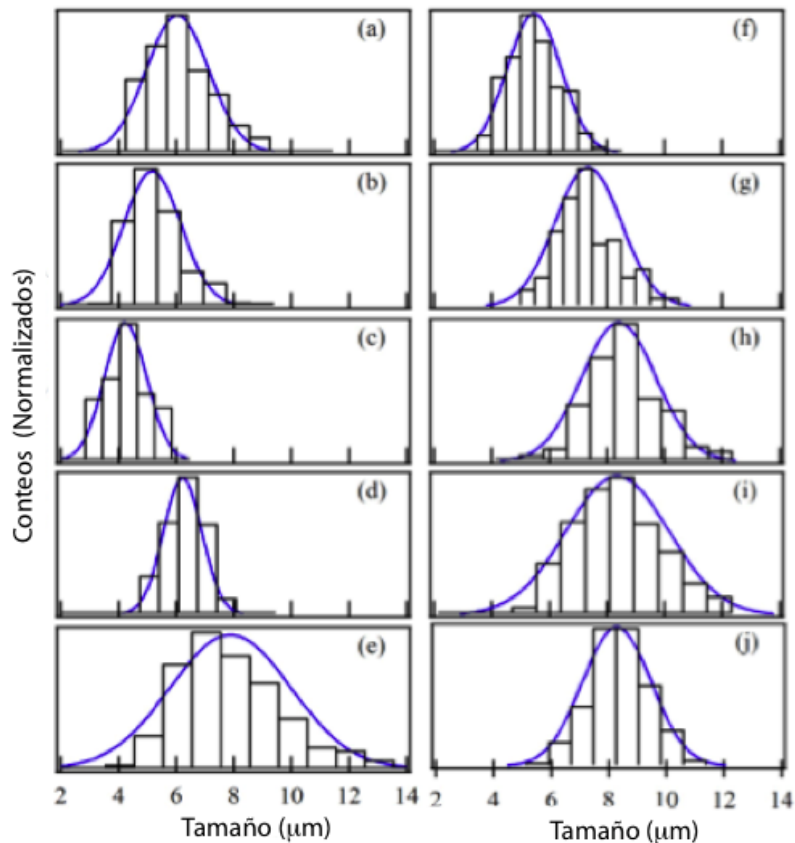 Conteos (Normalizados)
(a)
(b)
(c)
(d)
(e)
2 4 6 8 10 12 14
Tamaño (µm)
(f)
(g)
(h)
(i)
(j)
2 4 6 8 10 12 14
Tamaño (µm)